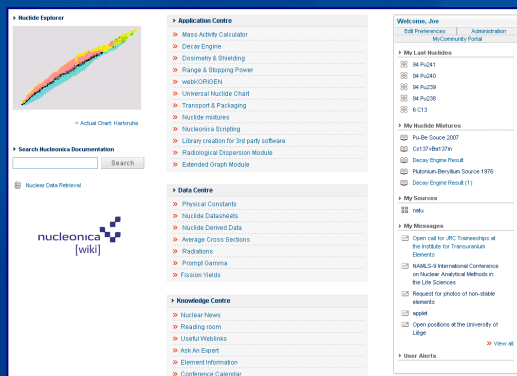 Nuclide Explorer
Actual Chart: Karlsruhe
Search Nucleonica Documentation
Search
Nuclear Data Retrieval
nucleonica
[wiki]
Application Centre
Mass Activity Calculator
Decay Engine
Dosimetry & Shielding
Range & Stopping Power
webKORIGEN
Universal Nuclide Chart
Transport & Packaging
Nuclide mixtures
Nucleonica Scripting
Library creation for 3rd party software
Radiological Dispersion Module
Extended Graph Module
Data Centre
Physical Constants
Nuclide Datasheets
Nuclide Derived Data
Average Cross Sections
Radiations
Prompt Gamma
Fission Yields
Knowledge Centre
Nuclear News
Reading room
Useful Weblinks
Ask An Expert
Element Information
Conference Calendar
Welcome, Joe
Edit Preferences Administration
MyCommunity Portal
My Last Nuclides
94 Pu241
94 Pu240
94 Pu239
94 Pu238
6 C13
My Nuclide Mixtures
Pu-Be Souce 2007
Cs137+Ba137m
Decay Engine Result
Plutonium-Beryllium Source 1976
Decay Engine Result (1)
My Sources
natu
My Messages
Open call for JRC Traineeships at
the Institute for Transuranium
Elements
NAMLS-9 International Conference
on Nuclear Analytical Methods in
the Life Sciences
Request for photos of non-stable
elements
applet
Open positions at the University of
Liège
View all
User Alerts